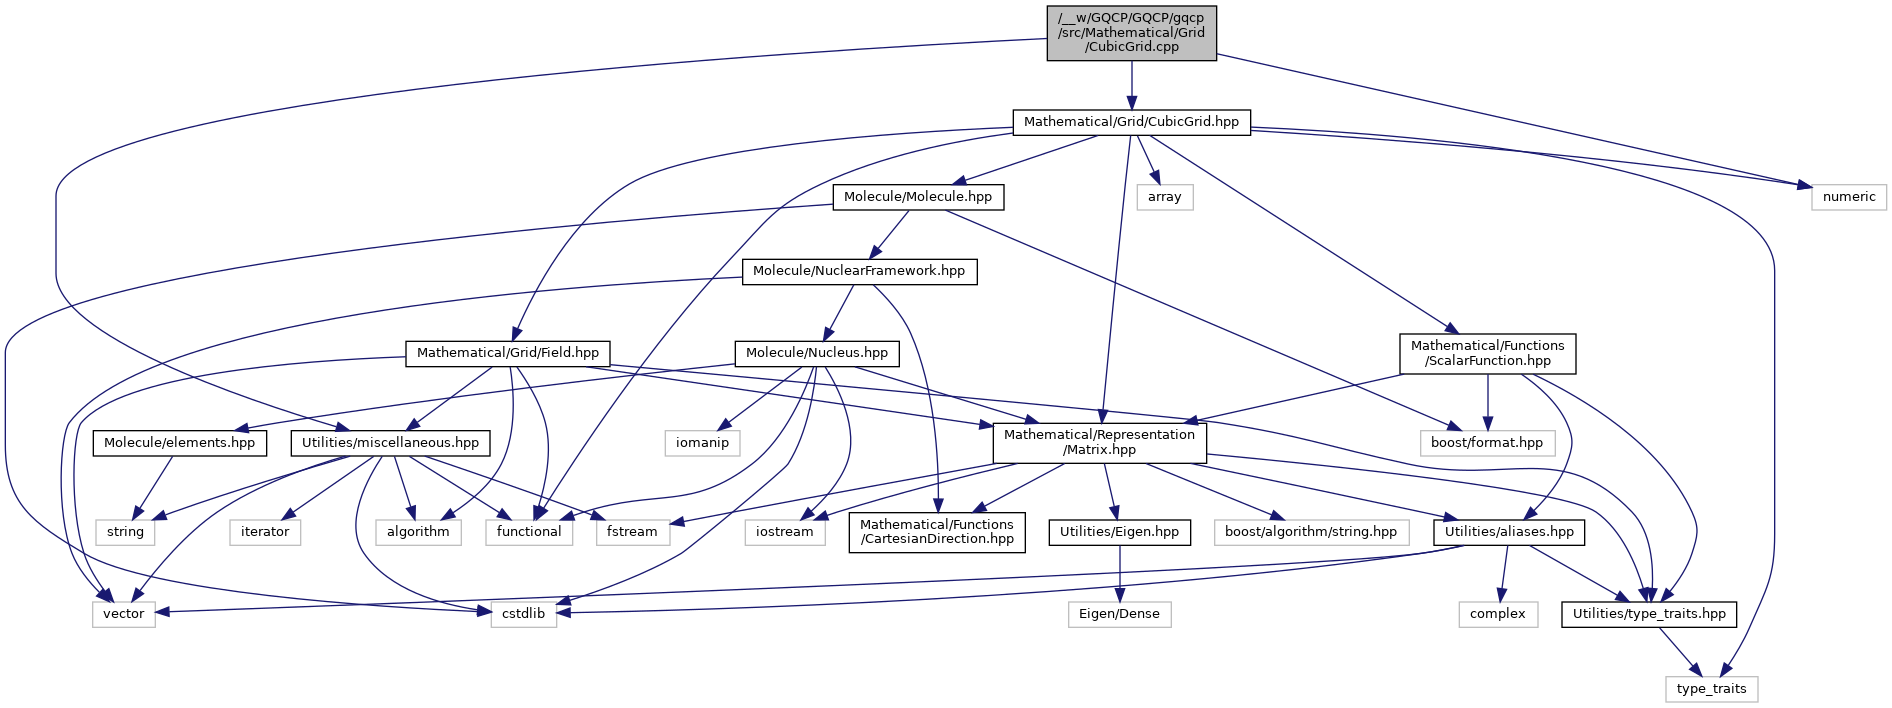 /__w/GQCP/GQCP/gqcp
/src/Mathematical/Grid
/CubicGrid.cpp
Mathematical/Grid/CubicGrid.hpp
Molecule/Molecule.hpp
array
numeric
Molecule/NuclearFramework.hpp
Mathematical/Grid/Field.hpp
Molecule/Nucleus.hpp
Mathematical/Functions
/ScalarFunction.hpp
Molecule/elements.hpp
Utilities/miscellaneous.hpp
iomanip
Mathematical/Representation
/Matrix.hpp
boost/format.hpp
string
iterator
algorithm
functional
fstream
iostream
Mathematical/Functions
/CartesianDirection.hpp
Utilities/Eigen.hpp
boost/algorithm/string.hpp
Utilities/aliases.hpp
vector
cstdlib
Eigen/Dense
complex
Utilities/type_traits.hpp
type_traits